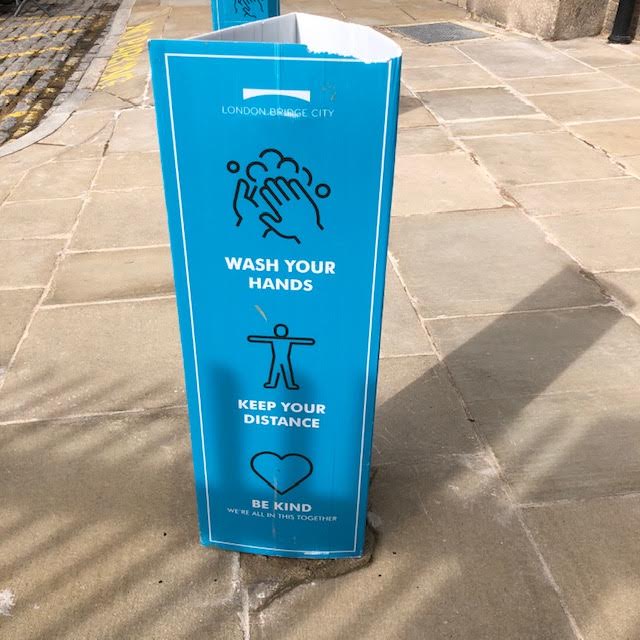 LONDON BRIDGE CITY
WASH YOUR
HANDS
KEEP YOUR
DISTANCE
BE KIND
WE'RE ALL IN THIS TOGETHER